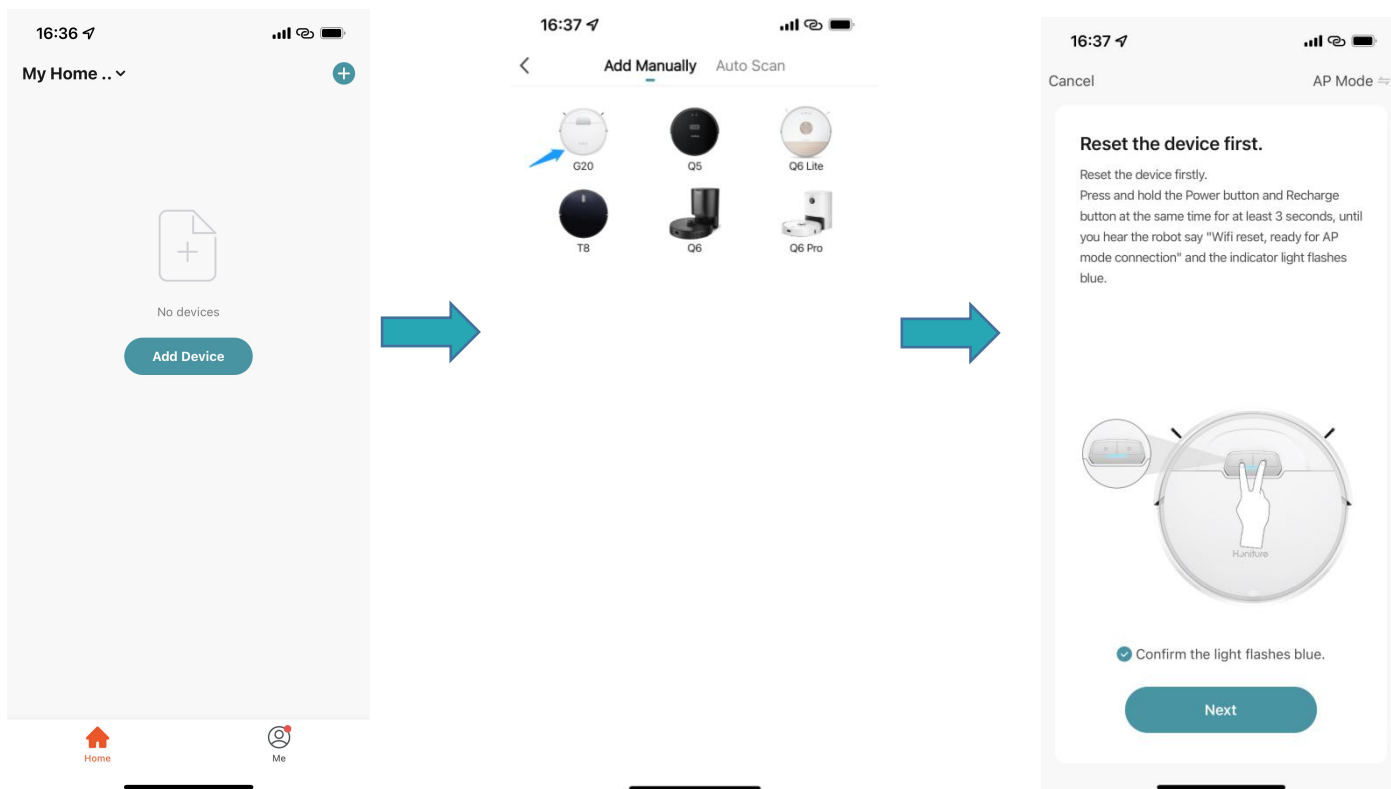 16:36
My Home ..
No devices
Add Device
Home
Me
16:37
Add Manually
Auto Scan
G20
Q5
Q6 Lite
T8
Q6
Q6 Pro
16:37
Cancel
AP Mode
Reset the device first.
Reset the device firstly.
Press and hold the Power button and Recharge
button at the same time for at least 3 seconds, until
you hear the robot say "Wifi reset, ready for AP
mode connection" and the indicator light flashes
blue.
HONITURE
Confirm the light flashes blue.
Next